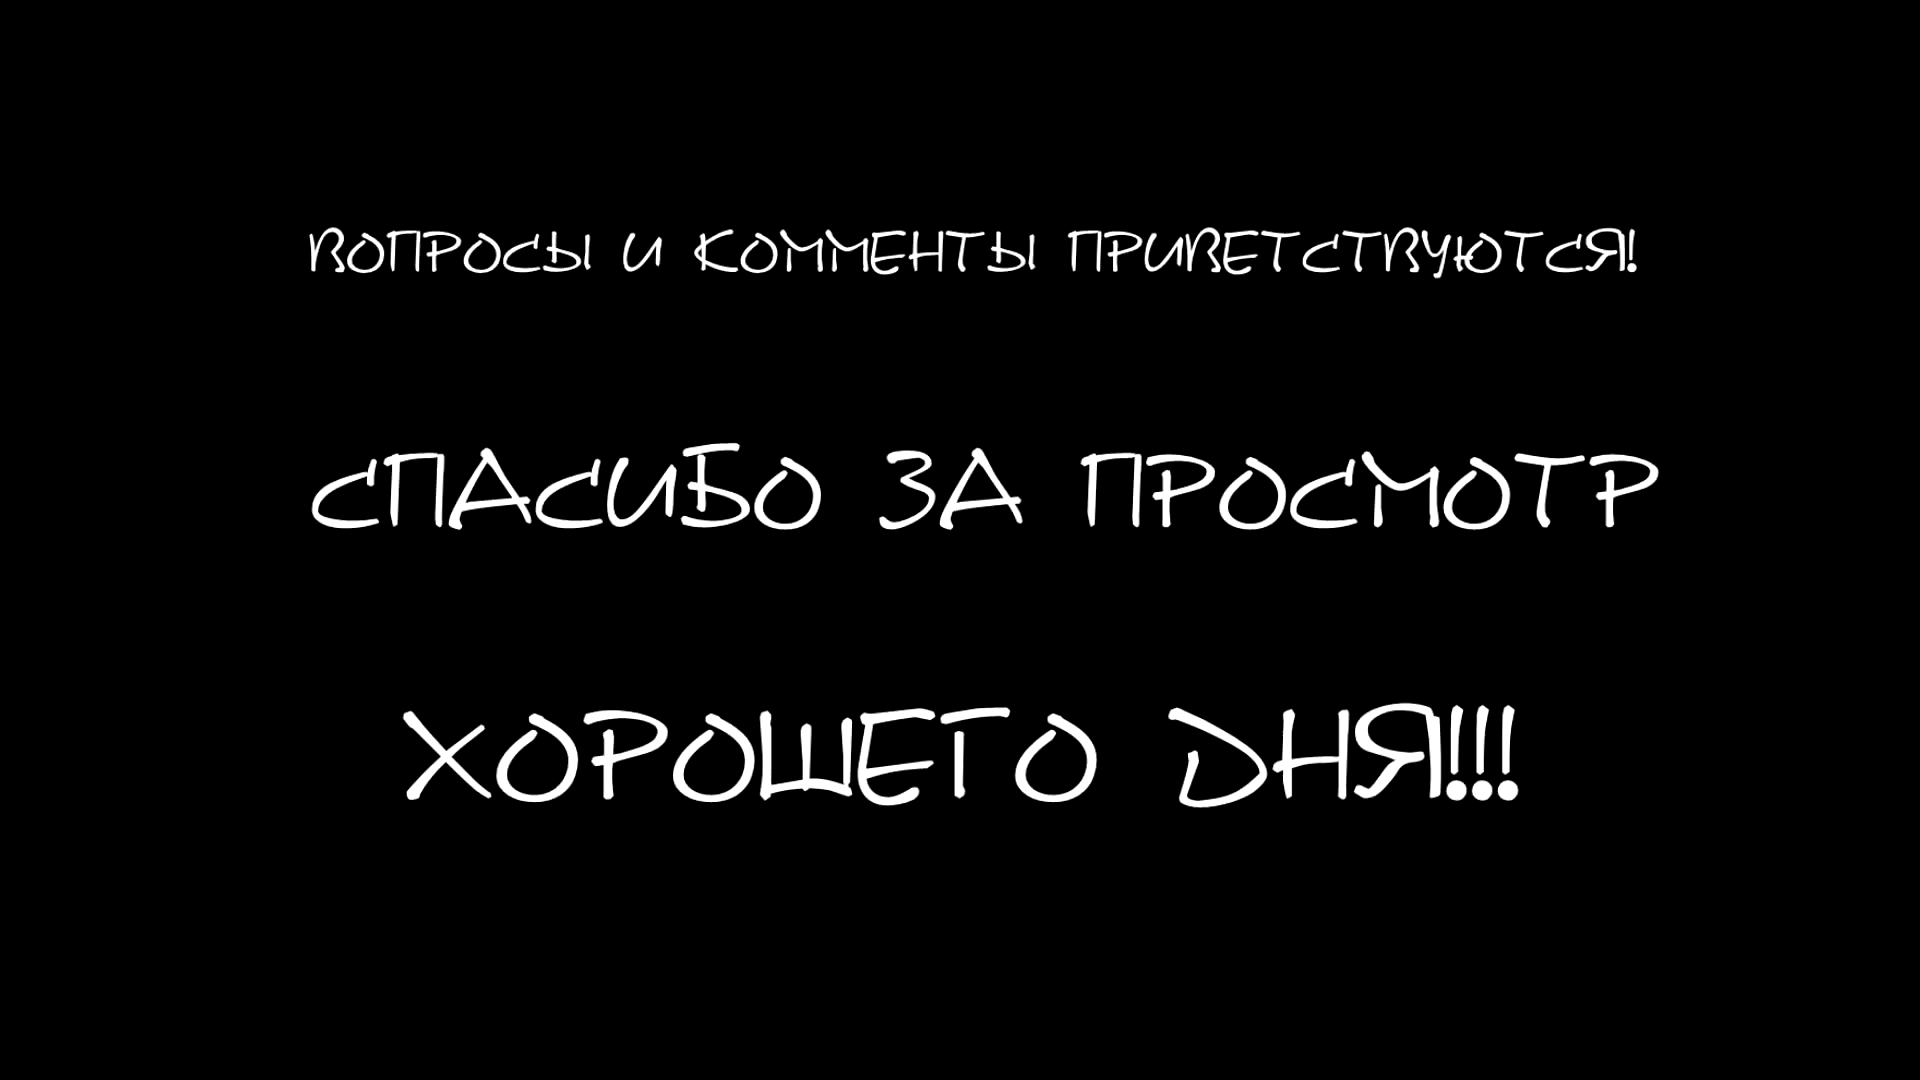 ВОПРОСЫ И КОММЕНТЫ ПРИВЕТСТВУЮТСЯ!
СПАСИБО ЗА ПРОСМОТР
ХОРОШЕГО ДНЯ!!!